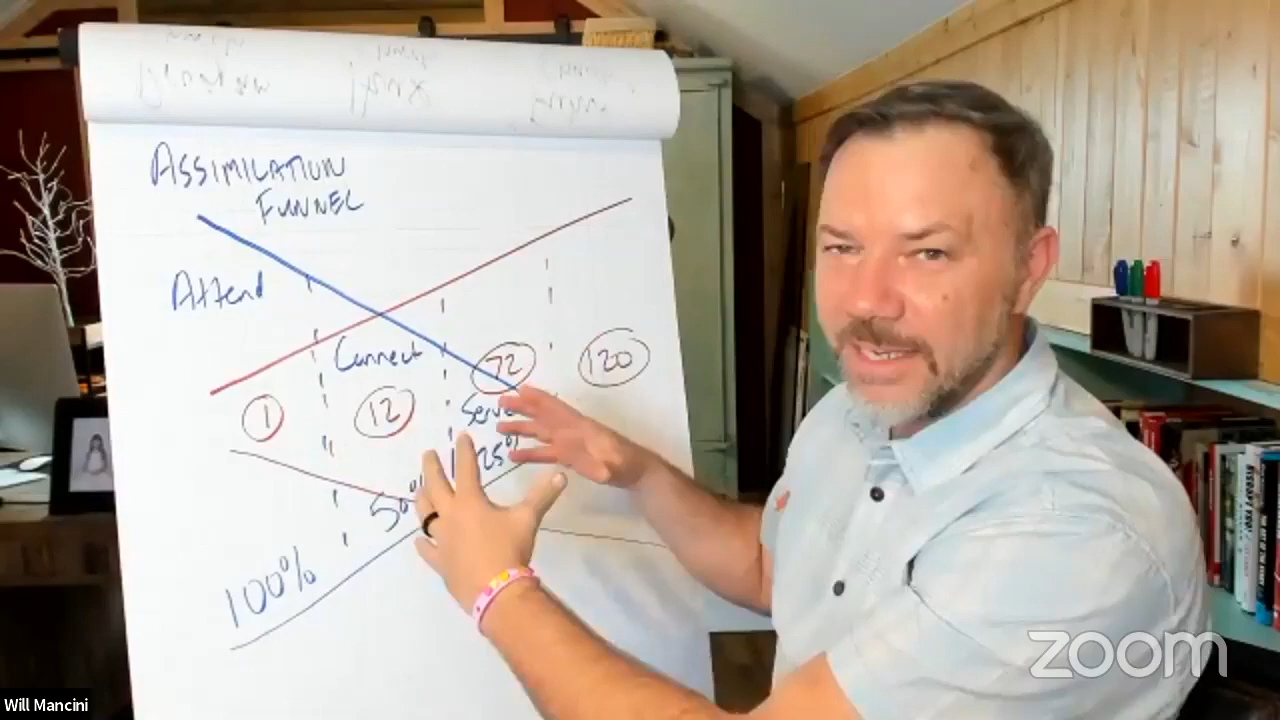 ASSIMILATION
FUNNEL
Attend
Connect
72
120
1
12
Serve
25%
50%
100%
zoom
Will Mancini